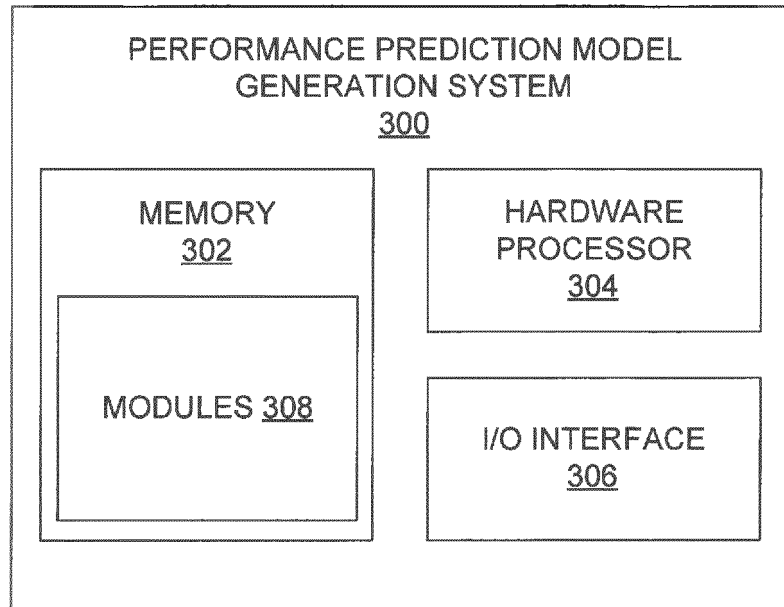 PERFORMANCE PREDICTION MODEL
GENERATION SYSTEM
300
MEMORY
302
MODULES 308
HARDWARE
PROCESSOR
304
I/O INTERFACE
306